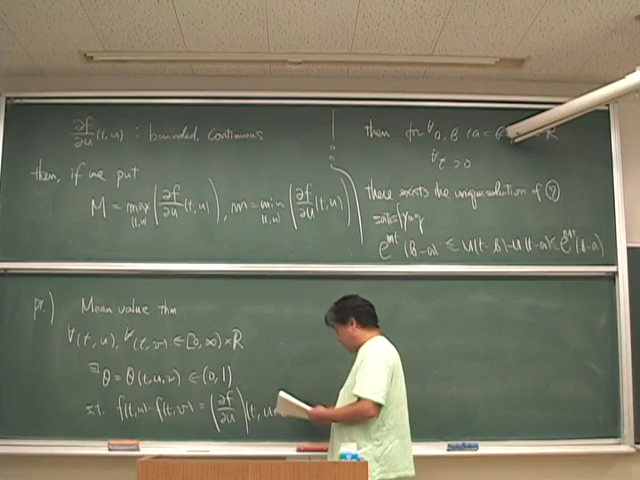 ∂f/∂u (t, u) : bounded, continuous
then, if we put
M = max (t,u) (∂f/∂u (t, u)), m = min (t,u) (∂f/∂u (t, u))
then for ∀a, β (a <
∀t > 0
there exists the unique solution of
satisfying
e^{mt} (β-a) ≤ u(t-β)-u(t-a) ≤ e^{Mt} (β-a)
pr.) Mean value thm
∀(t, u), ∀(t, v) ∈ [0, ∞) × R
∃θ = θ(t, u, v) ∈ (0, 1)
s.t. f(t,u) - f(t,v) = (∂f/∂u) (t, u